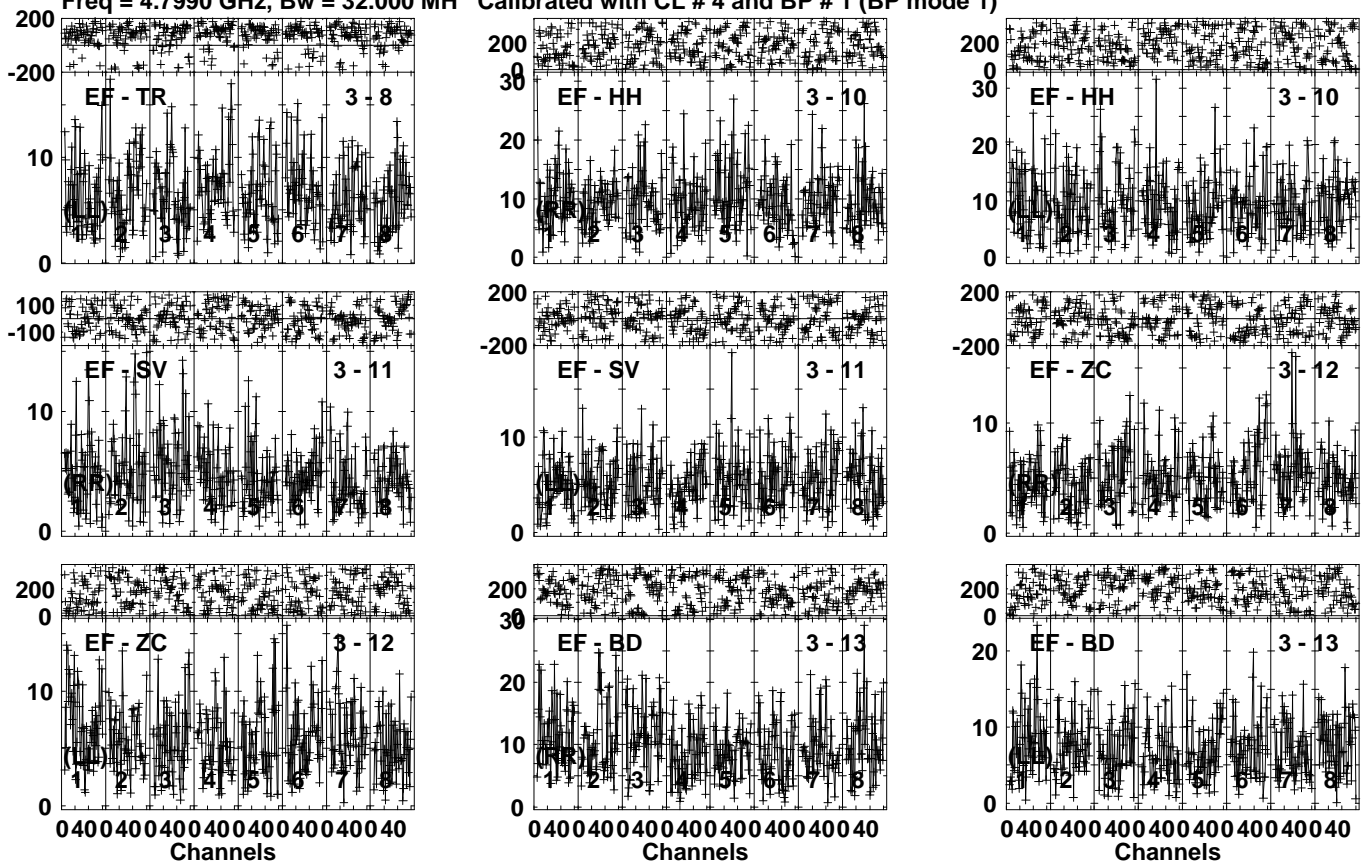 Freq = 4.7990 GHz, Bw = 32.000 MH Calibrated with CL # 4 and BP # 1 (BP mode 1)
200
-200
EF - TR 3 - 8
10
(LL)
1 2 3 4 5 6 7 8
0
200
0
30
EF - HH 3 - 10
20
10
(RR)
1 2 3 4 5 6 7 8
0
200
0
30
EF - HH 3 - 10
20
10
(LL)
1 2 3 4 5 6 7 8
0
100
-100
EF - SV 3 - 11
10
(RR)
1 2 3 4 5 6 7 8
0
200
-200
EF - SV 3 - 11
10
(LL)
1 2 3 4 5 6 7 8
0
200
-200
EF - ZC 3 - 12
10
(RR)
1 2 3 4 5 6 7 8
0
200
0
EF - ZC 3 - 12
10
(LL)
1 2 3 4 5 6 7 8
0
0 40 0 40 0 40 0 40 0 40 0 40 0 40 0 40
Channels
200
0
30
EF - BD 3 - 13
20
10
(RR)
1 2 3 4 5 6 7 8
0
0 40 0 40 0 40 0 40 0 40 0 40 0 40 0 40
Channels
200
0
EF - BD 3 - 13
20
10
(LL)
1 2 3 4 5 6 7 8
0
0 40 0 40 0 40 0 40 0 40 0 40 0 40 0 40
Channels